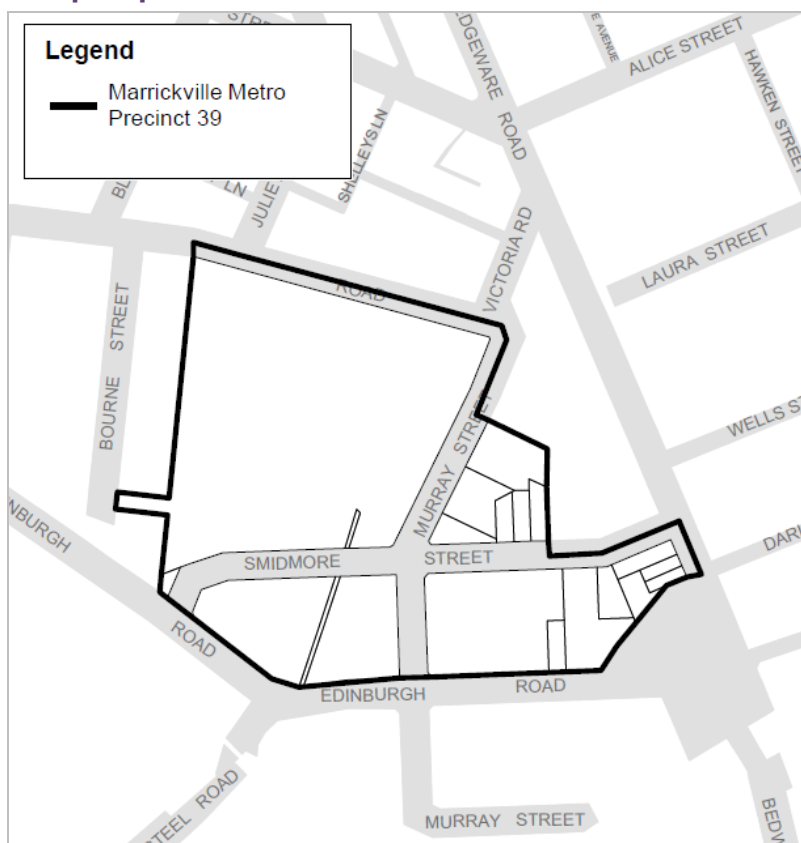 Legend
Marrickville Metro
Precinct 39
EDGEWARE ROAD
ALICE STREET
HAWKEN STREET
SHELLEYS LN
LN
VICTORIA RD
LAURA STREET
ROAD
BOURNE STREET
MURRAY STREET
WELLS
SMIDMORE STREET
ROAD
EDINBURGH ROAD
MURRAY STREET